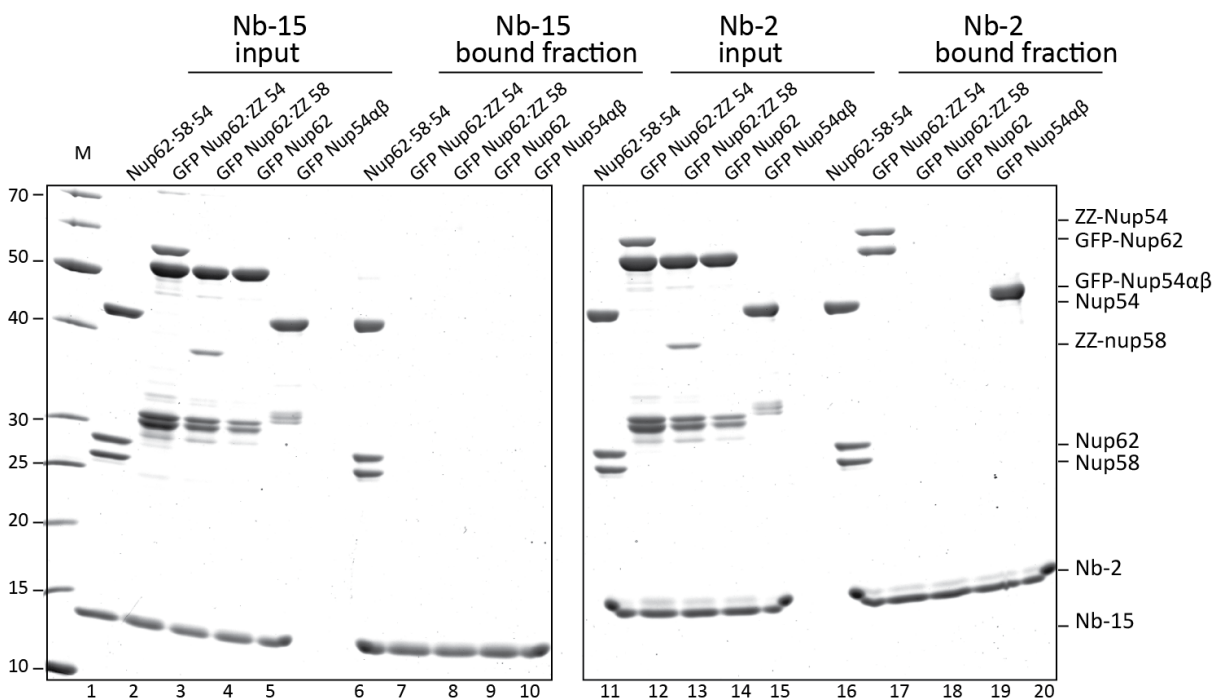 Nb-15
input
Nb-15
bound fraction
Nb-2
input
Nb-2
bound fraction
M
Nup62·58·54
GFP Nup62·ZZ 54
GFP Nup62·ZZ 58
GFP Nup62
GFP Nup54αβ
Nup62·58·54
GFP Nup62·ZZ 54
GFP Nup62·ZZ 58
GFP Nup62
GFP Nup54αβ
Nup62·58·54
GFP Nup62·ZZ 54
GFP Nup62·ZZ 58
GFP Nup62
GFP Nup54αβ
Nup62·58·54
GFP Nup62·ZZ 54
GFP Nup62·ZZ 58
GFP Nup62
GFP Nup54αβ
70
50
40
30
25
20
15
10
ZZ-Nup54
GFP-Nup62
GFP-Nup54αβ
Nup54
ZZ-nup58
Nup62
Nup58
Nb-2
Nb-15
1 2 3 4 5 6 7 8 9 10 11 12 13 14 15 16 17 18 19 20